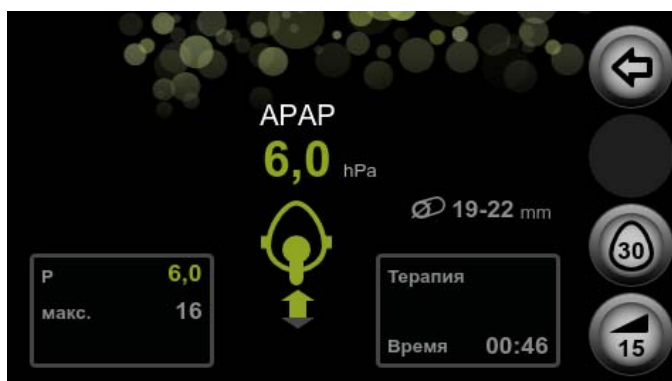 APAP
6,0 hPa
19-22 mm
P 6,0
макс. 16
Терапия
Время 00:46
30
15